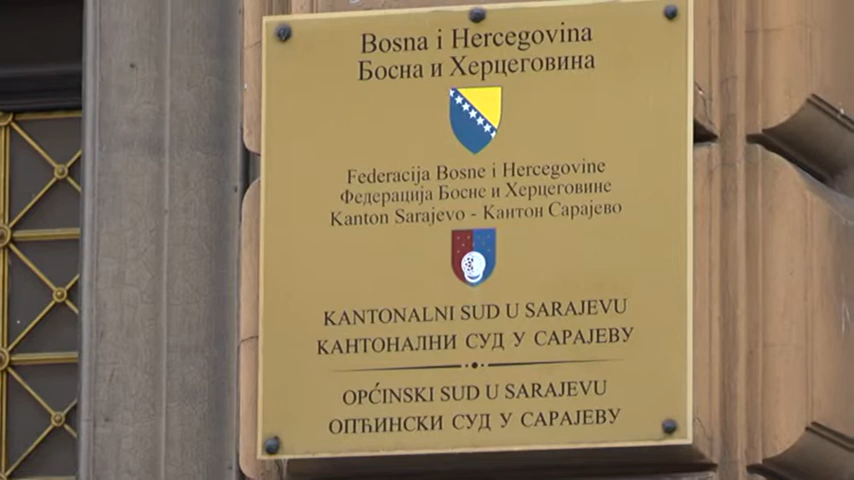 Bosna i Hercegovina
Босна и Херцеговина
Federacija Bosne i Hercegovine
Федерација Босне и Херцеговине
Kanton Sarajevo - Кантон Сарајево
KANTONALNI SUD U SARAJEVU
КАНТОНАЛНИ СУД У САРАЈЕВУ
OPĆINSKI SUD U SARAJEVU
ОПЋИНСКИ СУД У САРАЈЕВУ